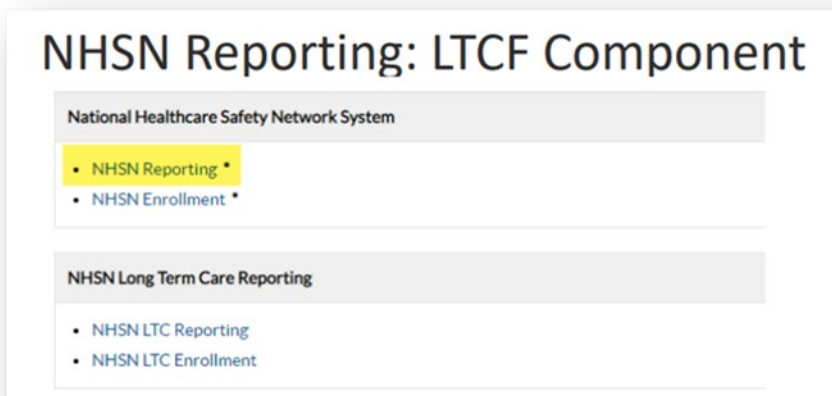 NHSN Reporting: LTCF Component
National Healthcare Safety Network System
• NHSN Reporting *
• NHSN Enrollment *
NHSN Long Term Care Reporting
• NHSN LTC Reporting
• NHSN LTC Enrollment